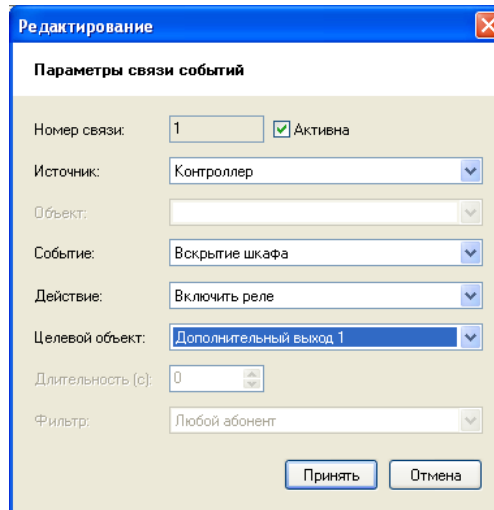 Редактирование
Параметры связи событий
Номер связи: 1 Активна
Источник: Контроллер
Объект:
Событие: Вскрытие шкафа
Действие: Включить реле
Целевой объект: Дополнительный выход 1
Длительность (с): 0
Фильтр: Любой абонент
Принять Отмена